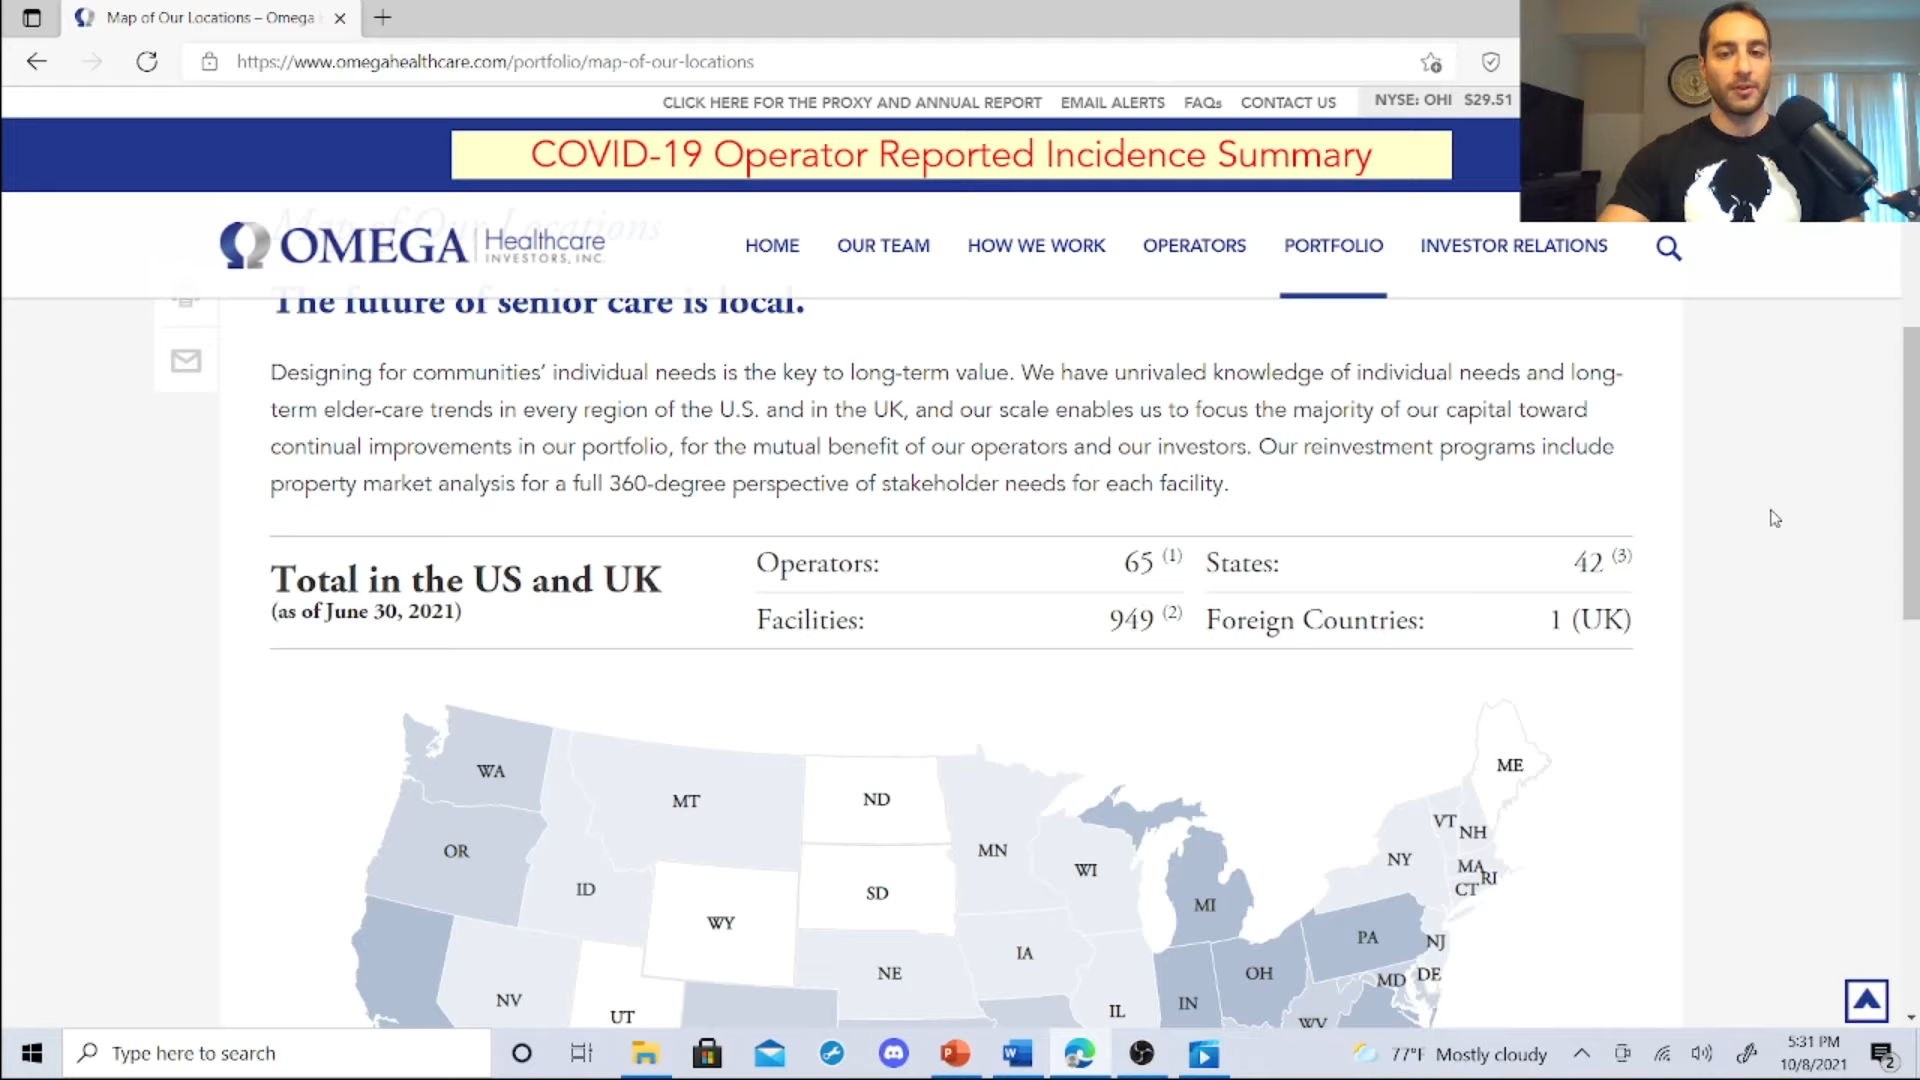 Map of Our Locations – Omega
https://www.omegahealthcare.com/portfolio/map-of-our-locations
CLICK HERE FOR THE PROXY AND ANNUAL REPORT EMAIL ALERTS FAQs CONTACT US NYSE: OHI $29.51
COVID-19 Operator Reported Incidence Summary
Map of Our Locations
OMEGA Healthcare INVESTORS, INC.
HOME OUR TEAM HOW WE WORK OPERATORS PORTFOLIO INVESTOR RELATIONS
The future of senior care is local.
Designing for communities’ individual needs is the key to long-term value. We have unrivaled knowledge of individual needs and long-
term elder-care trends in every region of the U.S. and in the UK, and our scale enables us to focus the majority of our capital toward
continual improvements in our portfolio, for the mutual benefit of our operators and our investors. Our reinvestment programs include
property market analysis for a full 360-degree perspective of stakeholder needs for each facility.
Total in the US and UK
(as of June 30, 2021)
Operators: 65 (1) States: 42 (3)
Facilities: 949 (2) Foreign Countries: 1 (UK)
WA
MT
ND
ME
OR
ID
MN
WI
VT
NH
NY
MA
RI
CT
SD
WY
MI
PA
NJ
IA
NE
OH
MD
DE
NV
UT
IL
IN
WV
Type here to search
77°F Mostly cloudy
5:31 PM
10/8/2021
2